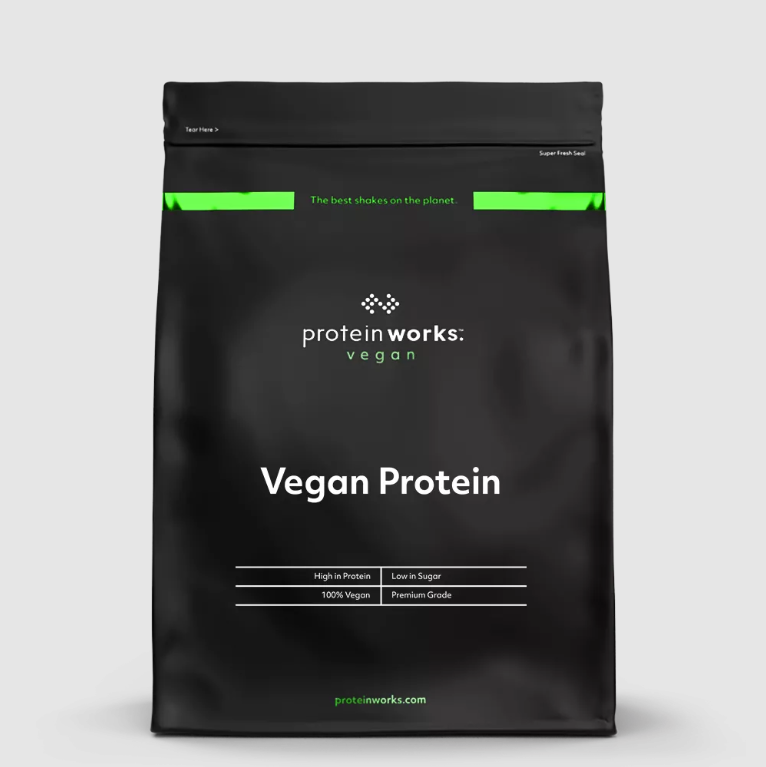 Tear Here >
Super Fresh Seal
The best shakes on the planet.
protein works:™
vegan
Vegan Protein
High in Protein Low in Sugar
100% Vegan Premium Grade
proteinworks.com